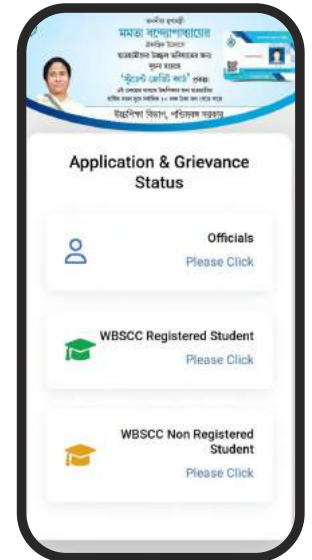 মমতা বন্দ্যোপাধ্যায়ের
'স্টুডেন্ট ক্রেডিট কার্ড' প্রকল্প
উচ্চশিক্ষা বিভাগ, পশ্চিমবঙ্গ সরকার
Application & Grievance
Status
Officials
Please Click
WBSCC Registered Student
Please Click
WBSCC Non Registered
Student
Please Click